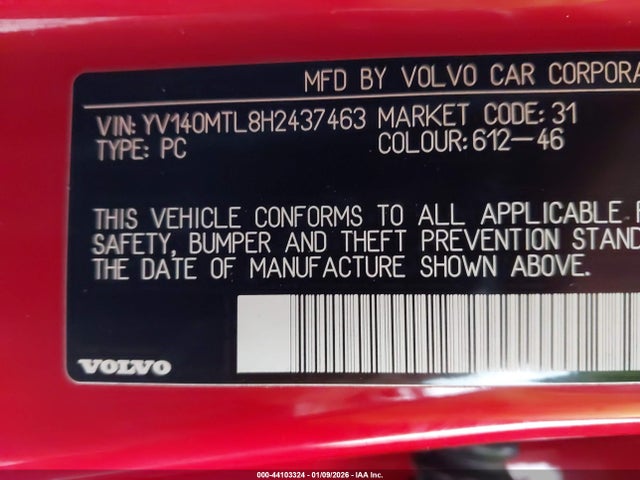 MFD BY VOLVO CAR CORPORA
VIN: YV140MTL8H2437463 MARKET CODE: 31
TYPE: PC COLOUR: 612-46
THIS VEHICLE CONFORMS TO ALL APPLICABLE F
SAFETY, BUMPER AND THEFT PREVENTION STAND
THE DATE OF MANUFACTURE SHOWN ABOVE.
VOLVO
000-44103324 | 01/09/2026 | IAA Inc.